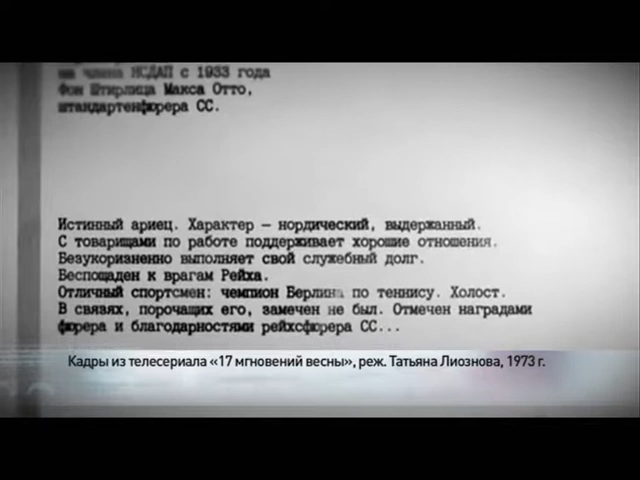 на члена НСДАП с 1933 года
Фон Штирлица Макса Отто,
штандартенфюрера СС.
Истинный ариец. Характер – нордический, выдержанный.
С товарищами по работе поддерживает хорошие отношения.
Безукоризненно выполняет свой служебный долг.
Беспощаден к врагам Рейха.
Отличный спортсмен: чемпион Берлина по теннису. Холост.
В связях, порочащих его, замечен не был. Отмечен наградами
фюрера и благодарностями рейхсфюрера СС...
Кадры из телесериала «17 мгновений весны», реж. Татьяна Лиознова, 1973 г.